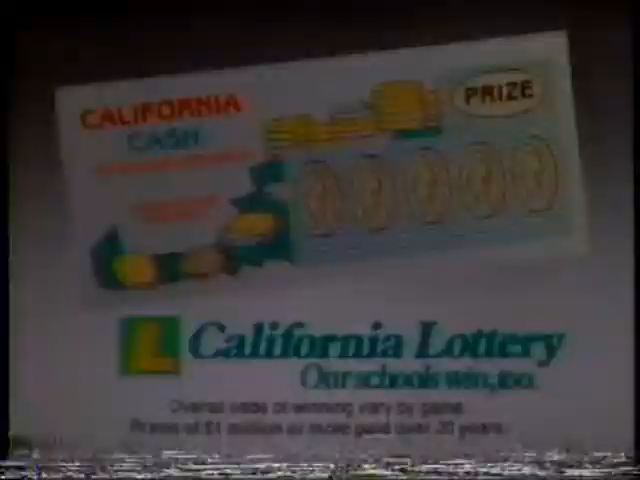 CALIFORNIA
CASH
PRIZE
L California Lottery
Our schools win, too.
Overall odds of winning vary by game.
Prizes of $1 million or more paid over 20 years.